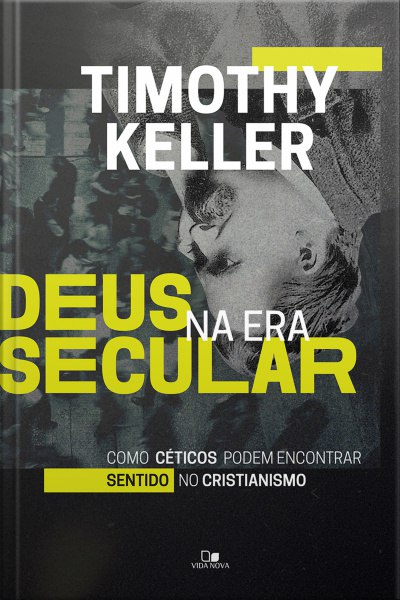 TIMOTHY
KELLER
DEUS NA ERA
SECULAR
COMO CÉTICOS PODEM ENCONTRAR
SENTIDO NO CRISTIANISMO
VIDA NOVA